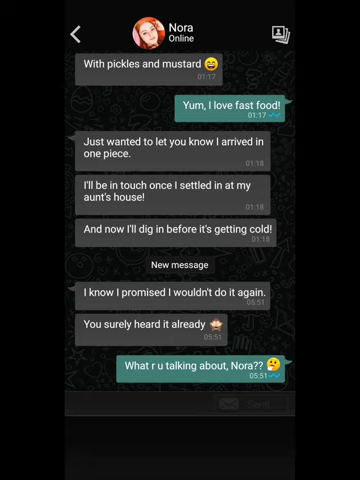 Nora
Online
With pickles and mustard 😄
01:17
Yum, I love fast food!
01:17
Just wanted to let you know I arrived in
one piece.
01:18
I'll be in touch once I settled in at my
aunt's house!
01:18
And now I'll dig in before it's getting cold!
01:18
New message
I know I promised I wouldn't do it again.
05:51
You surely heard it already 🙈
05:51
What r u talking about, Nora?? 🤔
05:51
Send